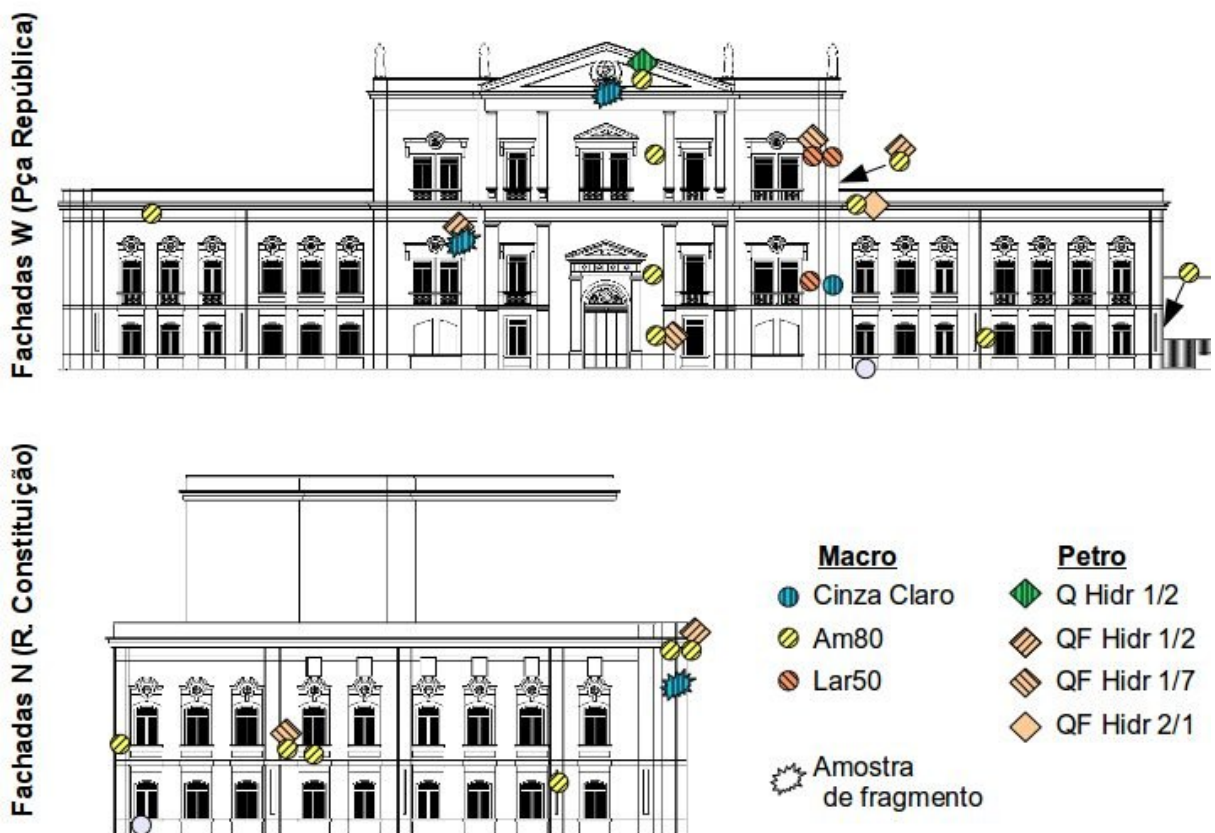 Fachadas W (Pça República)
Fachadas N (R. Constituição)
Macro
Cinza Claro
Am80
Lar50
Amostra
de fragmento
Petro
Q Hidr 1/2
QF Hidr 1/2
QF Hidr 1/7
QF Hidr 2/1